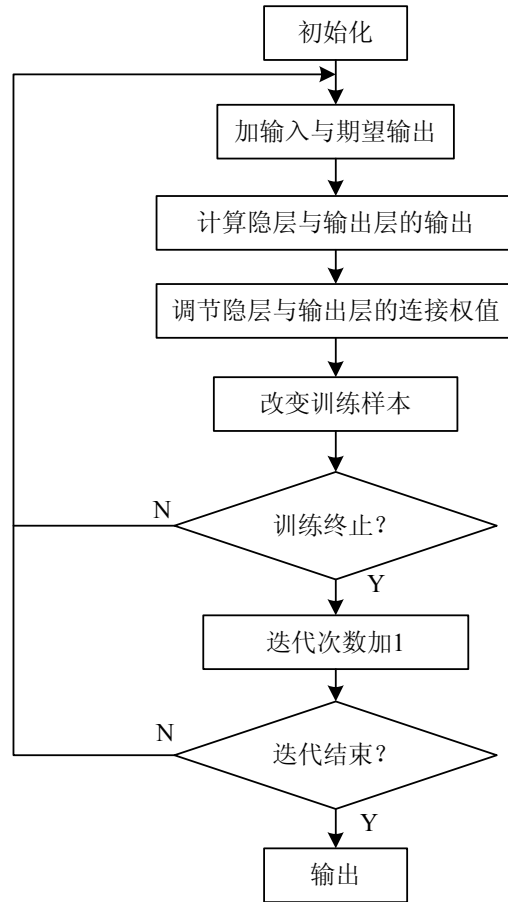 初始化
加输入与期望输出
计算隐层与输出层的输出
调节隐层与输出层的连接权值
改变训练样本
N
训练终止？
Y
迭代次数加1
N
迭代结束？
Y
输出